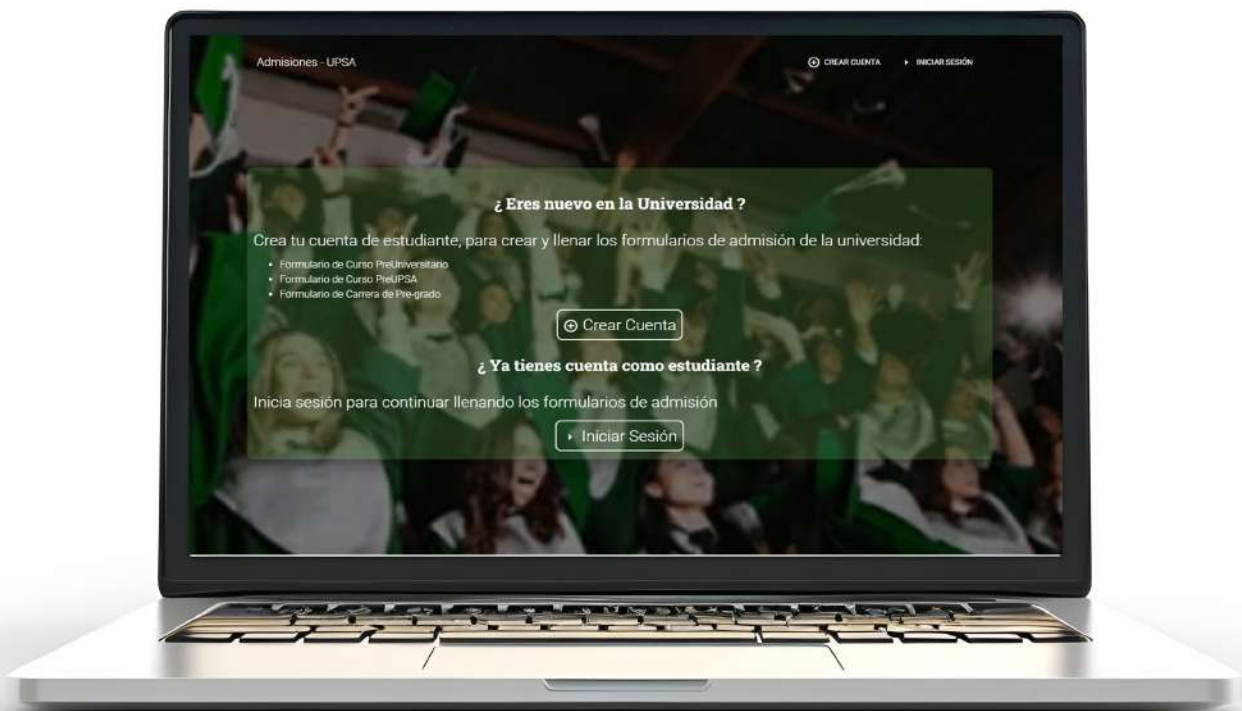 Admisiones - UPSA
CREAR CUENTA
INICIAR SESIÓN
¿ Eres nuevo en la Universidad ?
Crea tu cuenta de estudiante, para crear y llenar los formularios de admisión de la universidad:
• Formulario de Curso PreUniversitario
• Formulario de Curso PreUPSA
• Formulario de Carrera de Pre-grado
Crear Cuenta
¿ Ya tienes cuenta como estudiante ?
Inicia sesión para continuar llenando los formularios de admisión
Iniciar Sesión